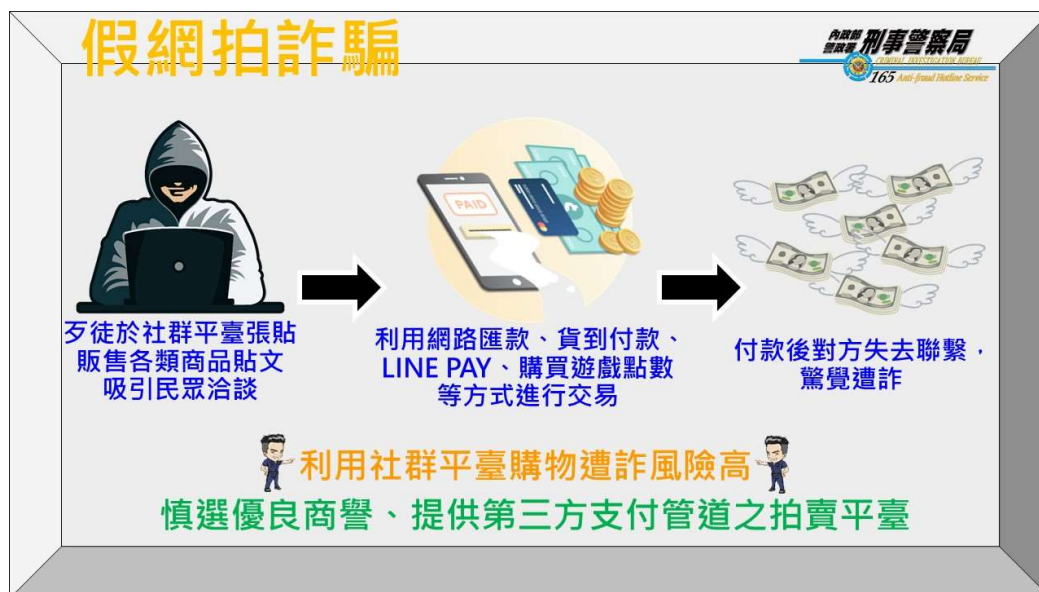 假網拍詐騙
內政部
警政署
刑事警察局
CRIMINAL INVESTIGATION BUREAU
165 Anti-fraud Hotline Service
PAID
歹徒於社群平臺張貼
販售各類商品貼文
吸引民眾洽談
利用網路匯款、貨到付款、
LINE PAY、購買遊戲點數
等方式進行交易
付款後對方失去聯繫,
驚覺遭詐
利用社群平臺購物遭詐風險高
慎選優良商譽、提供第三方支付管道之拍賣平臺